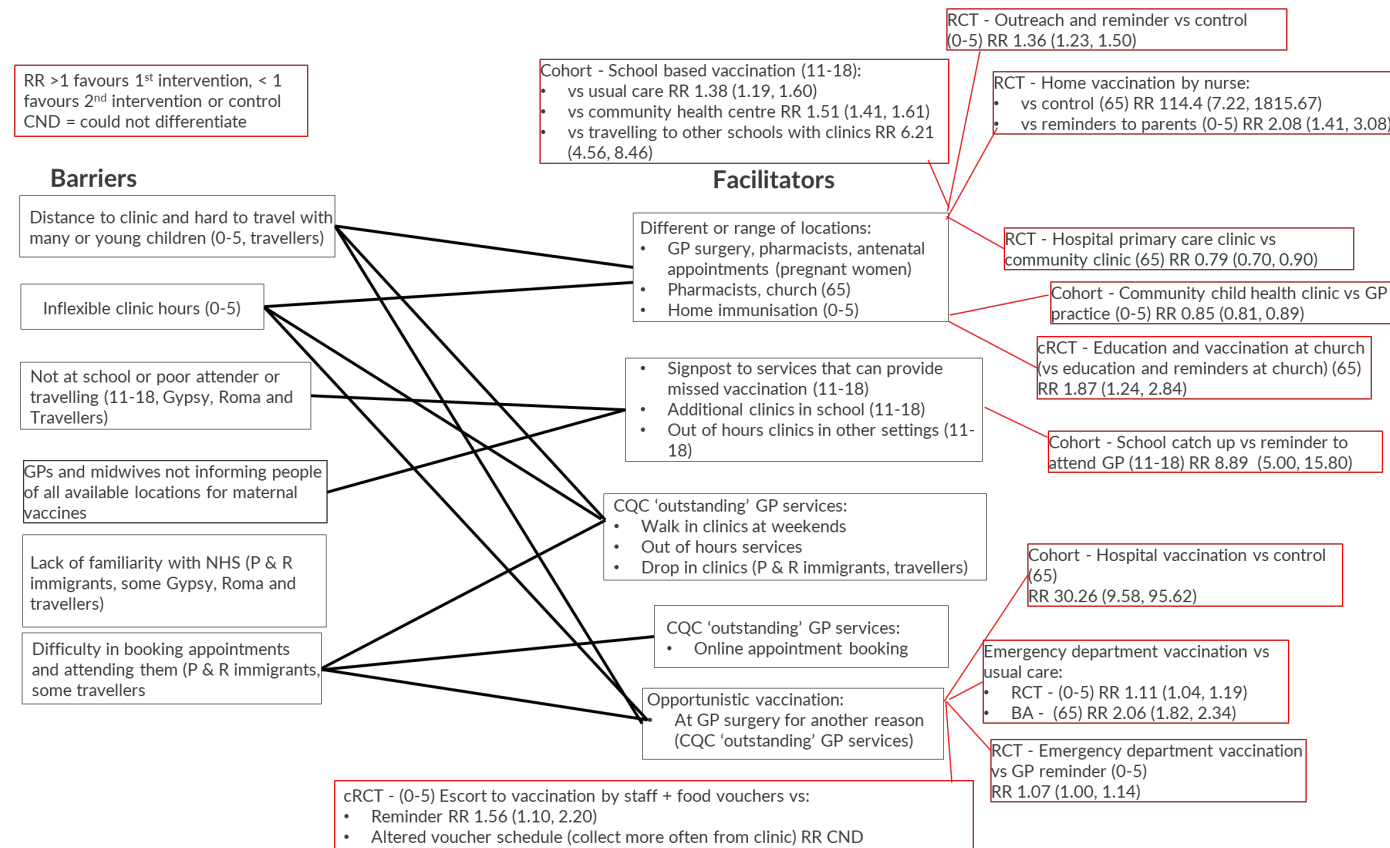 RCT - Outreach and reminder vs control
(0-5) RR 1.36 (1.23, 1.50)
RR >1 favours 1st intervention, < 1
favours 2nd intervention or control
CND = could not differentiate
Cohort - School based vaccination (11-18):
• vs usual care RR 1.38 (1.19, 1.60)
• vs community health centre RR 1.51 (1.41, 1.61)
• vs travelling to other schools with clinics RR 6.21
(4.56, 8.46)
RCT - Home vaccination by nurse:
• vs control (65) RR 114.4 (7.22, 1815.67)
• vs reminders to parents (0-5) RR 2.08 (1.41, 3.08)
Barriers
Facilitators
Distance to clinic and hard to travel with
many or young children (0-5, travellers)
Inflexible clinic hours (0-5)
Not at school or poor attender or
travelling (11-18, Gypsy, Roma and
Travellers)
GPs and midwives not informing people
of all available locations for maternal
vaccines
Lack of familiarity with NHS (P & R
immigrants, some Gypsy, Roma and
travellers)
Difficulty in booking appointments
and attending them (P & R immigrants,
some travellers
Different or range of locations:
• GP surgery, pharmacists, antenatal
appointments (pregnant women)
• Pharmacists, church (65)
• Home immunisation (0-5)
• Signpost to services that can provide
missed vaccination (11-18)
• Additional clinics in school (11-18)
• Out of hours clinics in other settings (11-
18)
CQC ‘outstanding’ GP services:
• Walk in clinics at weekends
• Out of hours services
• Drop in clinics (P & R immigrants, travellers)
CQC ‘outstanding’ GP services:
• Online appointment booking
Opportunistic vaccination:
• At GP surgery for another reason
(CQC ‘outstanding’ GP services)
RCT - Hospital primary care clinic vs
community clinic (65) RR 0.79 (0.70, 0.90)
Cohort - Community child health clinic vs GP
practice (0-5) RR 0.85 (0.81, 0.89)
cRCT - Education and vaccination at church
(vs education and reminders at church) (65)
RR 1.87 (1.24, 2.84)
Cohort - School catch up vs reminder to
attend GP (11-18) RR 8.89 (5.00, 15.80)
Cohort - Hospital vaccination vs control
(65)
RR 30.26 (9.58, 95.62)
Emergency department vaccination vs
usual care:
• RCT - (0-5) RR 1.11 (1.04, 1.19)
• BA - (65) RR 2.06 (1.82, 2.34)
RCT - Emergency department vaccination
vs GP reminder (0-5)
RR 1.07 (1.00, 1.14)
cRCT - (0-5) Escort to vaccination by staff + food vouchers vs:
• Reminder RR 1.56 (1.10, 2.20)
• Altered voucher schedule (collect more often from clinic) RR CND